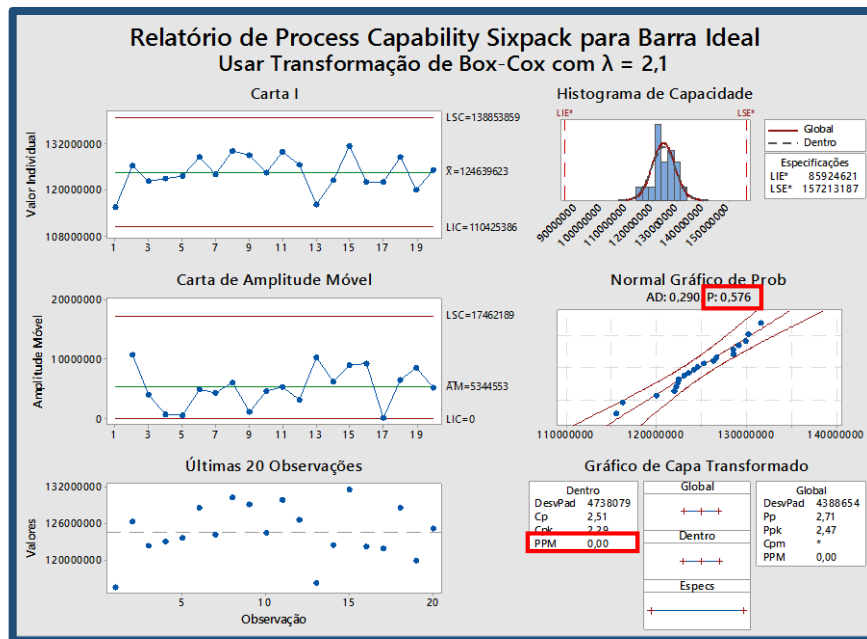 Relatório de Process Capability Sixpack para Barra Ideal
Usar Transformação de Box-Cox com λ = 2,1
Carta I
Valor Individual
132000000
120000000
108000000
1 3 5 7 9 11 13 15 17 19
LSC=138853859
X̄=124639623
LIC=110425386
Histograma de Capacidade
LIE* LSE*
90000000 100000000 110000000 120000000 130000000 140000000 150000000
Global
Dentro
Especificações
LIE* 85924621
LSE* 157213187
Carta de Amplitude Móvel
Amplitude Móvel
20000000
10000000
0
1 3 5 7 9 11 13 15 17 19
LSC=17462189
A̅M̅=5344553
LIC=0
Normal Gráfico de Prob
AD: 0,290 P: 0,576
110000000 120000000 130000000 140000000
Últimas 20 Observações
Valores
132000000
126000000
120000000
5 10 15 20
Observação
Gráfico de Capa Transformado
Dentro
DesvPad 4738079
Cp 2,51
Cpk 2,29
PPM 0,00
Global
Dentro
Especs
Global
DesvPad 4388654
Pp 2,71
Ppk 2,47
Cpm *
PPM 0,00